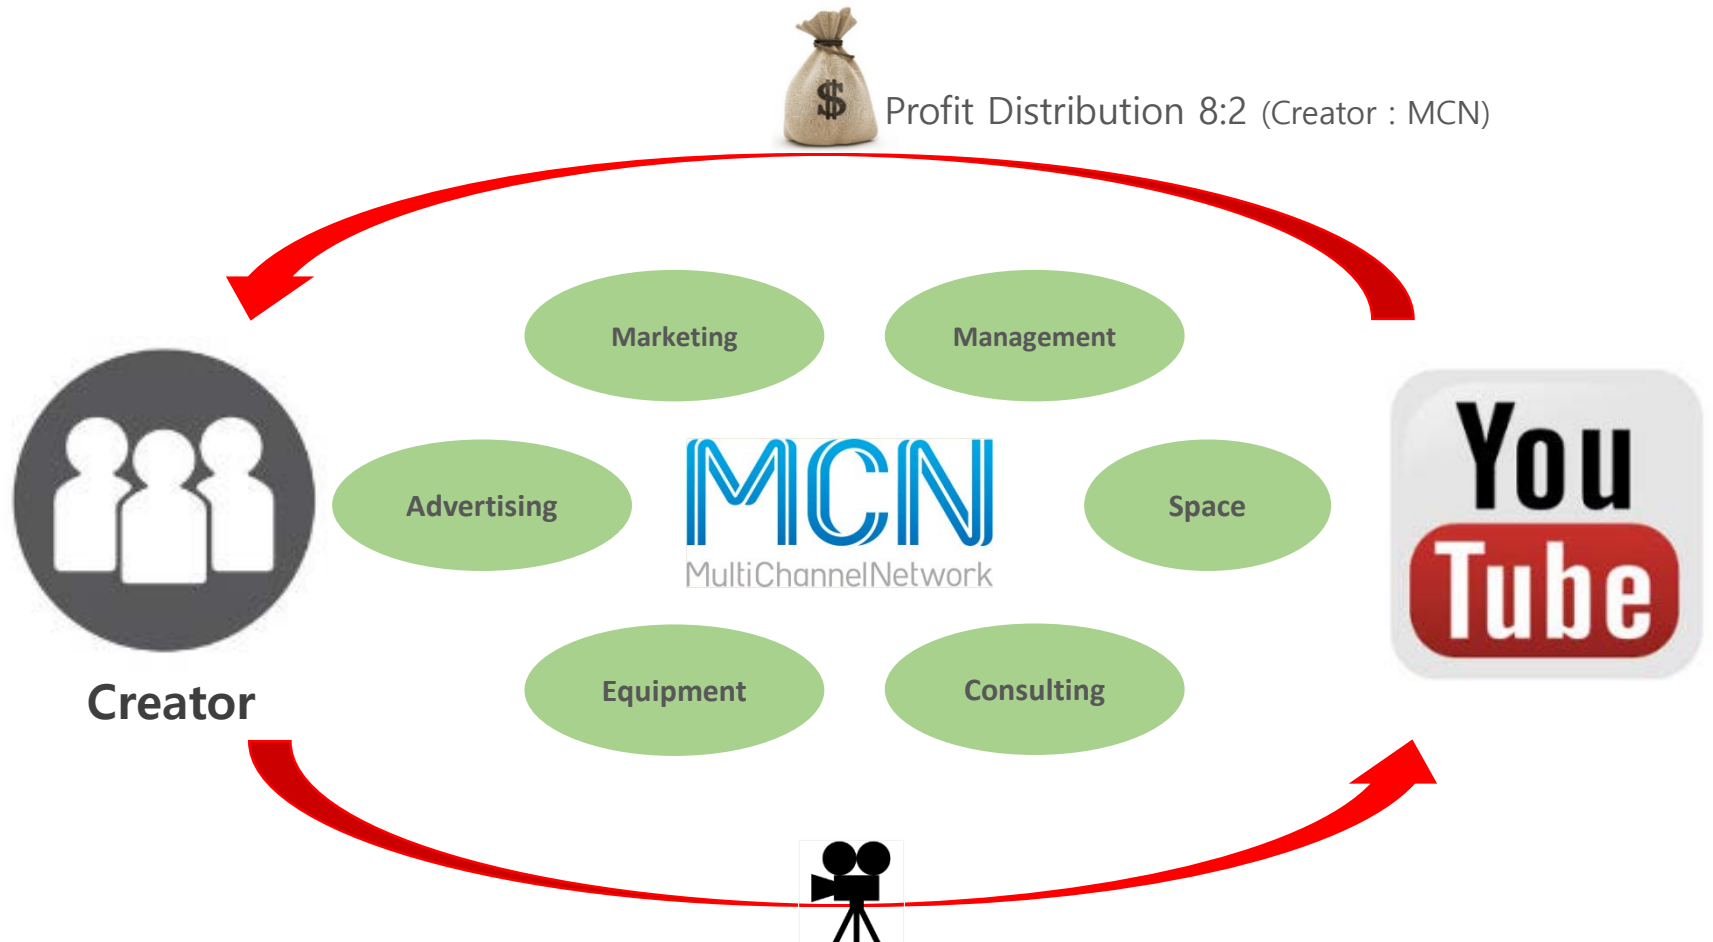 $
Profit Distribution 8:2 (Creator : MCN)
Marketing
Management
Advertising
MCN
MultiChannelNetwork
Space
You
Tube
Equipment
Consulting
Creator